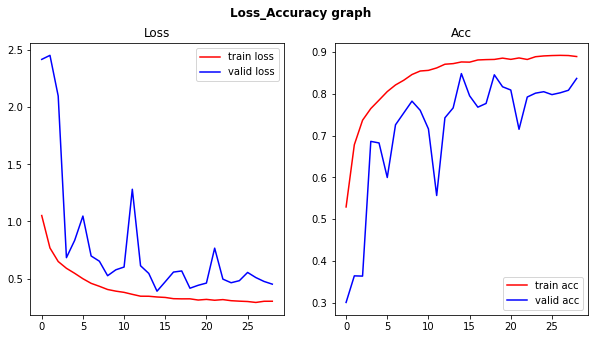 Loss_Accuracy graph
Loss
Acc
train loss
valid loss
2.5
2.0
1.5
1.0
0.5
0 5 10 15 20 25
0.9
0.8
0.7
0.6
0.5
0.4
0.3
train acc
valid acc
0 5 10 15 20 25